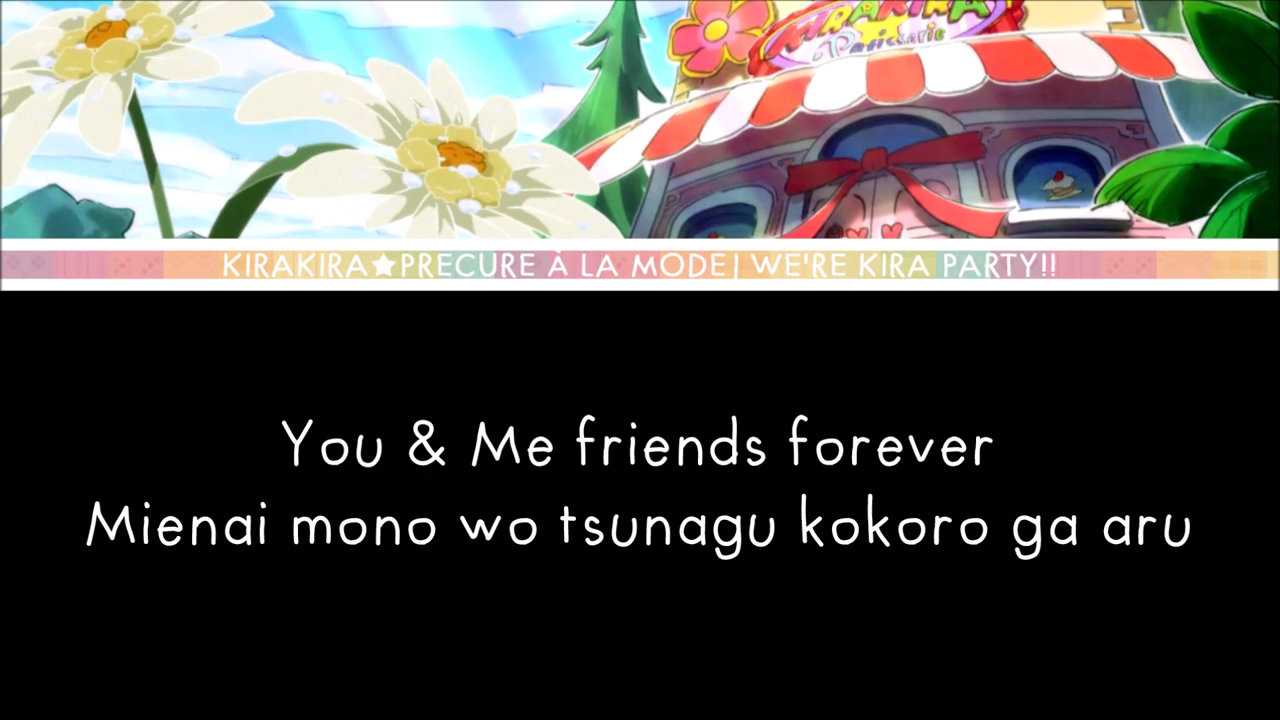 KIRAKIRA
Patisserie
KIRAKIRA★PRECURE À LA MODE| WE'RE KIRA PARTY!!
You & Me friends forever
Mienai mono wo tsunagu kokoro ga aru